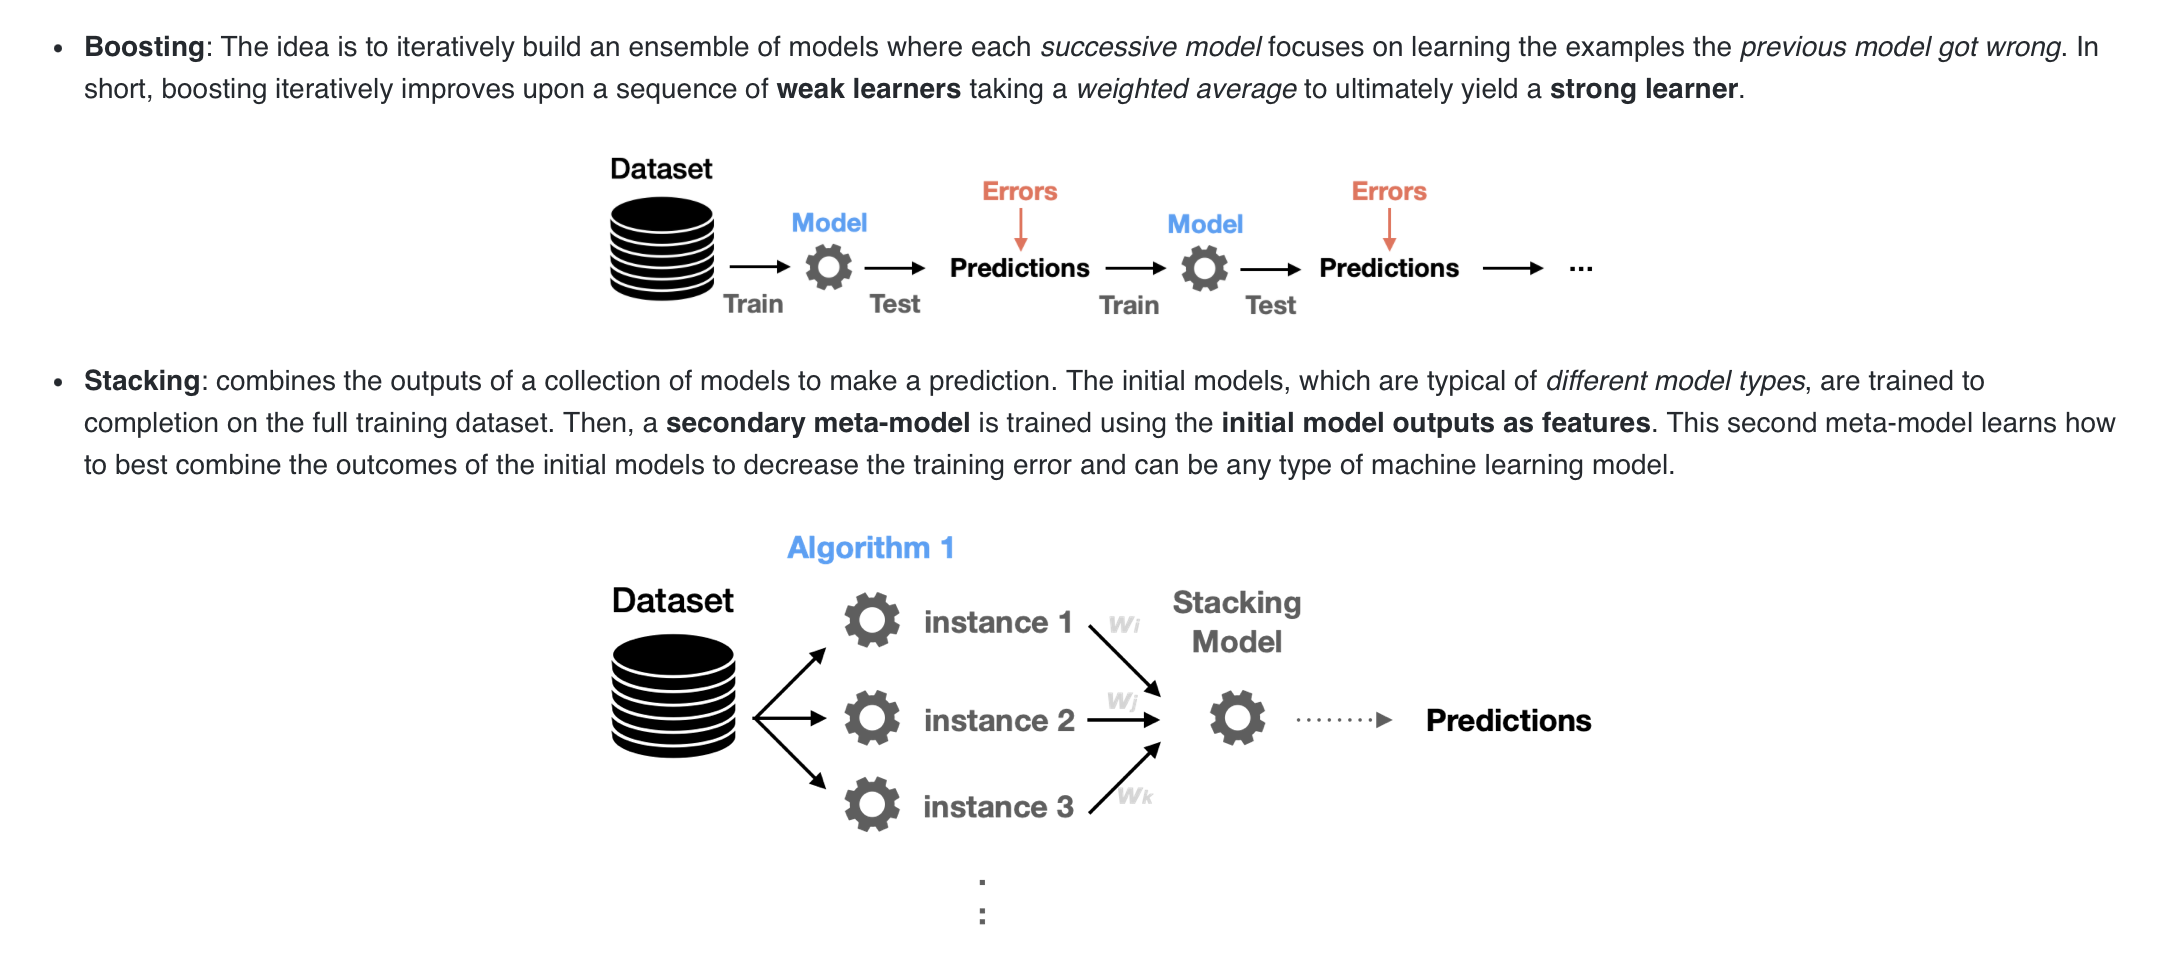 • Boosting: The idea is to iteratively build an ensemble of models where each successive model focuses on learning the examples the previous model got wrong. In
short, boosting iteratively improves upon a sequence of weak learners taking a weighted average to ultimately yield a strong learner.
Dataset
Errors
Errors
Model
Model
Predictions
Predictions
...
Train
Test
Train
Test
• Stacking: combines the outputs of a collection of models to make a prediction. The initial models, which are typical of different model types, are trained to
completion on the full training dataset. Then, a secondary meta-model is trained using the initial model outputs as features. This second meta-model learns how
to best combine the outcomes of the initial models to decrease the training error and can be any type of machine learning model.
Algorithm 1
Dataset
Stacking
Model
instance 1
wi
instance 2
wj
Predictions
instance 3
wk